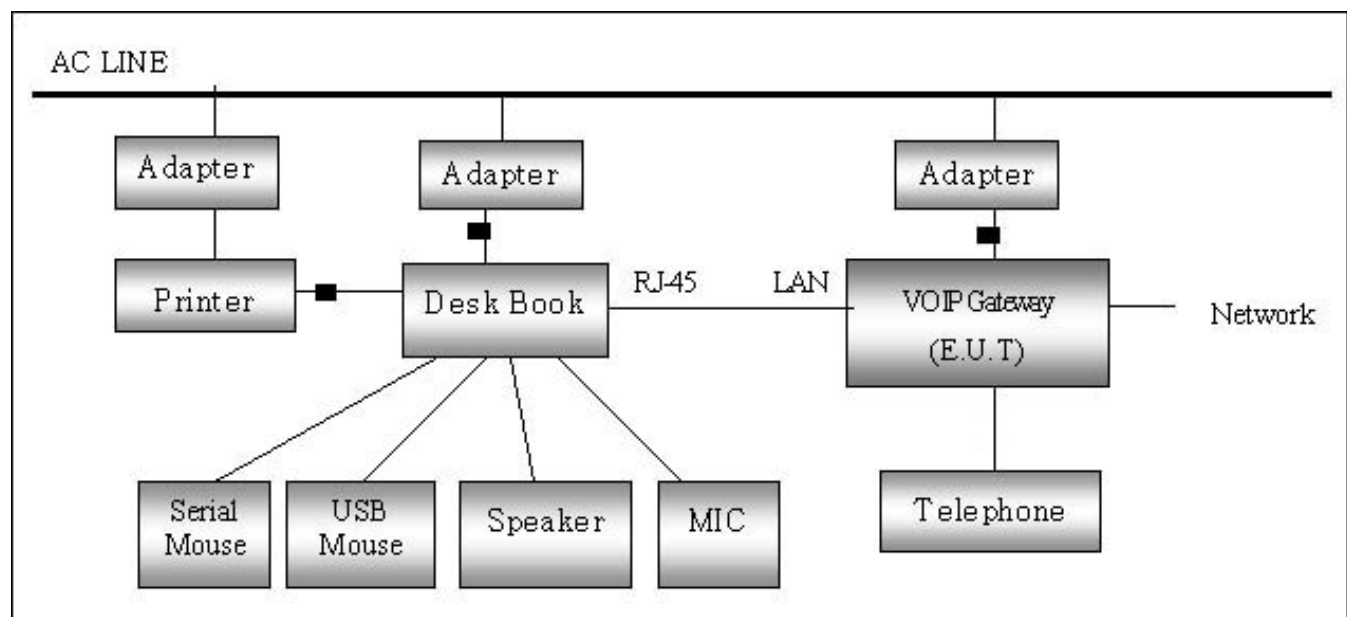 AC LINE
Adapter
Adapter
Adapter
Printer
Desk Book
RJ-45
LAN
VOIP Gateway
(E.U.T)
Network
Serial
Mouse
USB
Mouse
Speaker
MIC
Telephone